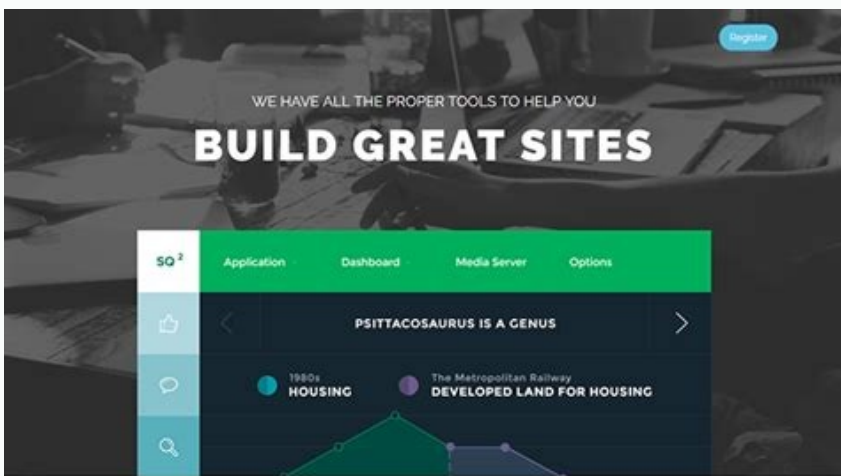 Register
WE HAVE ALL THE PROPER TOOLS TO HELP YOU
BUILD GREAT SITES
SQ²
Application
Dashboard
Media Server
Options
PSITTACOSAURUS IS A GENUS
1980s
HOUSING
The Metropolitan Railway
DEVELOPED LAND FOR HOUSING